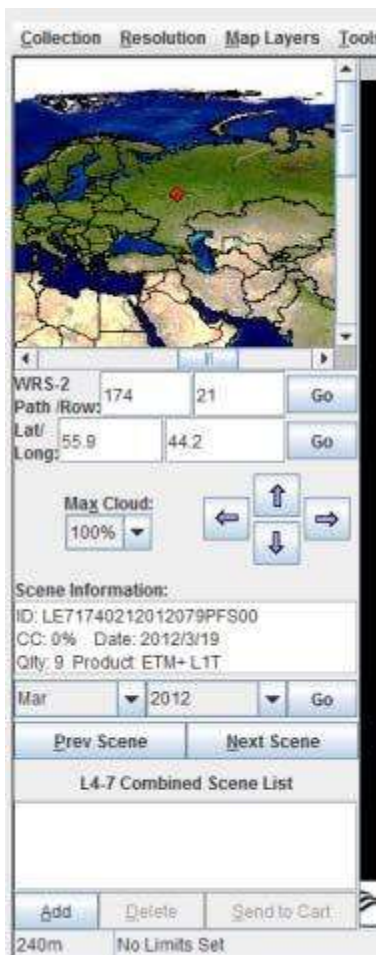 Collection Resolution Map Layers Tools
WRS-2
Path /Row: 174 21 Go
Lat/
Long: 55.9 44.2 Go
Max Cloud:
100%
Scene Information:
ID: LE71740212012079PFS00
CC: 0% Date: 2012/3/19
Qlty: 9 Product: ETM+ L1T
Mar 2012 Go
Prev Scene Next Scene
L4-7 Combined Scene List
Add Delete Send to Cart
240m No Limits Set